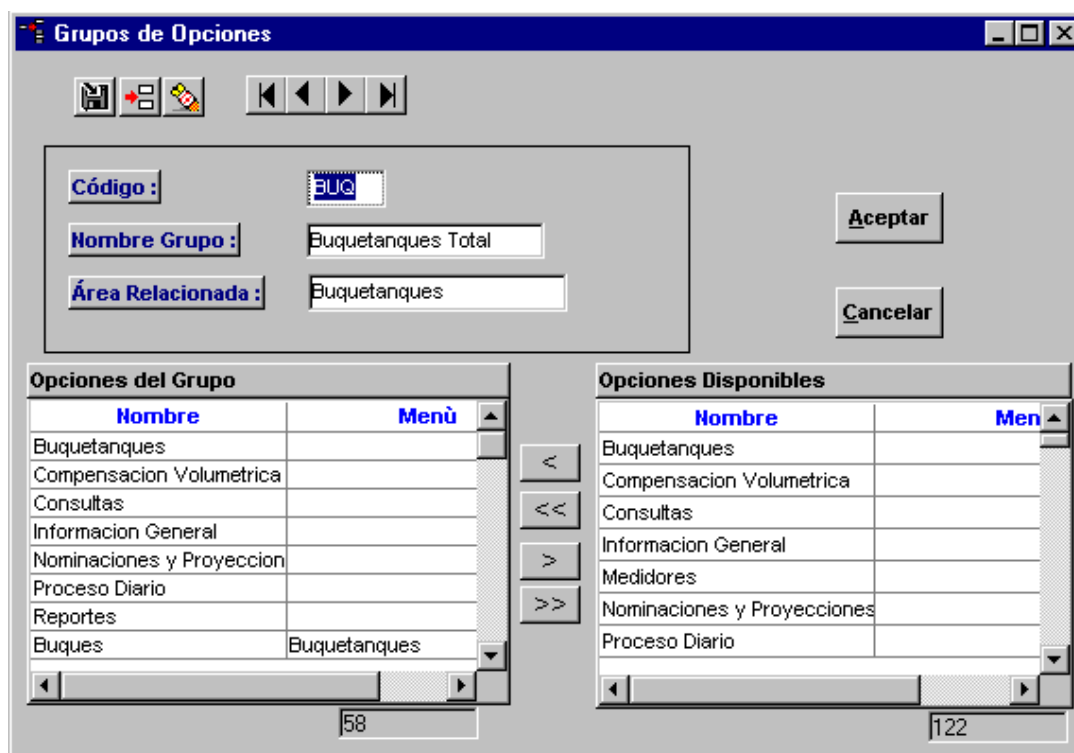 Grupos de Opciones
Código :
BUQ
Nombre Grupo :
Buquetanques Total
Área Relacionada :
Buquetanques
Aceptar
Cancelar
Opciones del Grupo
Nombre Menù
Buquetanques
Compensacion Volumetrica
Consultas
Informacion General
Nominaciones y Proyeccion
Proceso Diario
Reportes
Buques Buquetanques
58
<
<<
>
>>
Opciones Disponibles
Nombre Men
Buquetanques
Compensacion Volumetrica
Consultas
Informacion General
Medidores
Nominaciones y Proyecciones
Proceso Diario
122